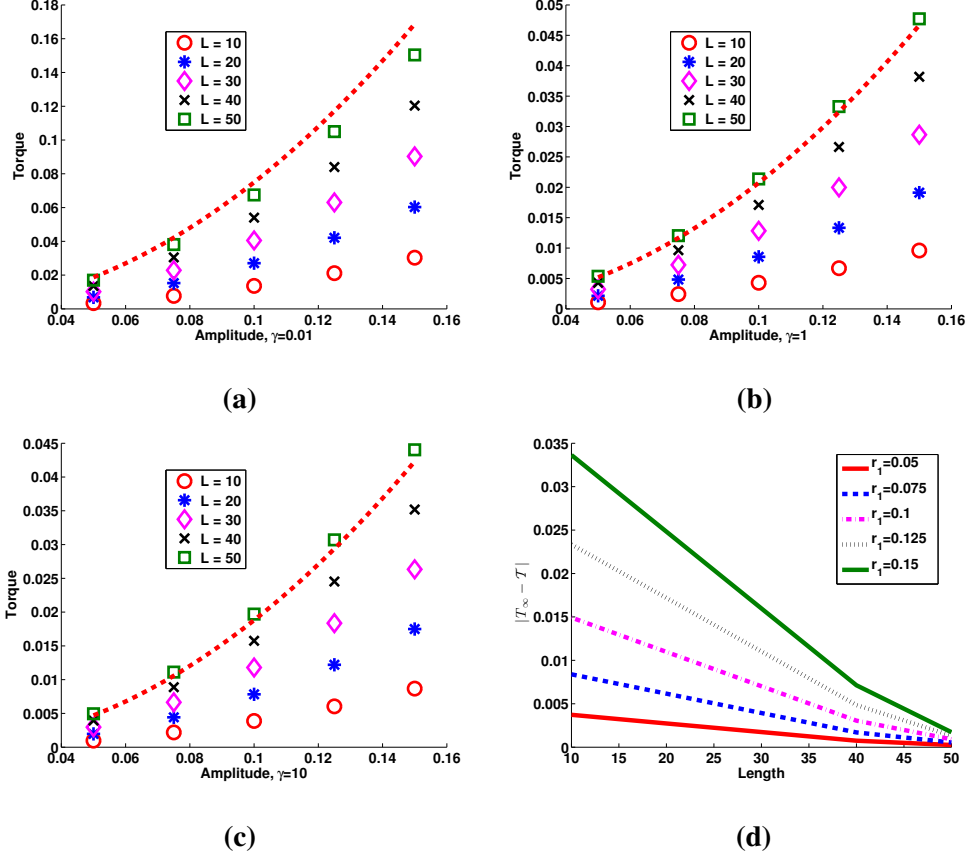 0.18
0.16
0.14
0.12
0.1
0.08
0.06
0.04
0.02
0
Torque
L = 10
L = 20
L = 30
L = 40
L = 50
0.04 0.06 0.08 0.1 0.12 0.14 0.16
Amplitude, γ=0.01
(a)
0.05
0.045
0.04
0.035
0.03
0.025
0.02
0.015
0.01
0.005
0
Torque
L = 10
L = 20
L = 30
L = 40
L = 50
0.04 0.06 0.08 0.1 0.12 0.14 0.16
Amplitude, γ=1
(b)
0.045
0.04
0.035
0.03
0.025
0.02
0.015
0.01
0.005
0
Torque
L = 10
L = 20
L = 30
L = 40
L = 50
0.04 0.06 0.08 0.1 0.12 0.14 0.16
Amplitude, γ=10
(c)
0.035
0.03
0.025
0.02
0.015
0.01
0.005
0
|T∞ − T|
r₁=0.05
r₁=0.075
r₁=0.1
r₁=0.125
r₁=0.15
10 15 20 25 30 35 40 45 50
Length
(d)